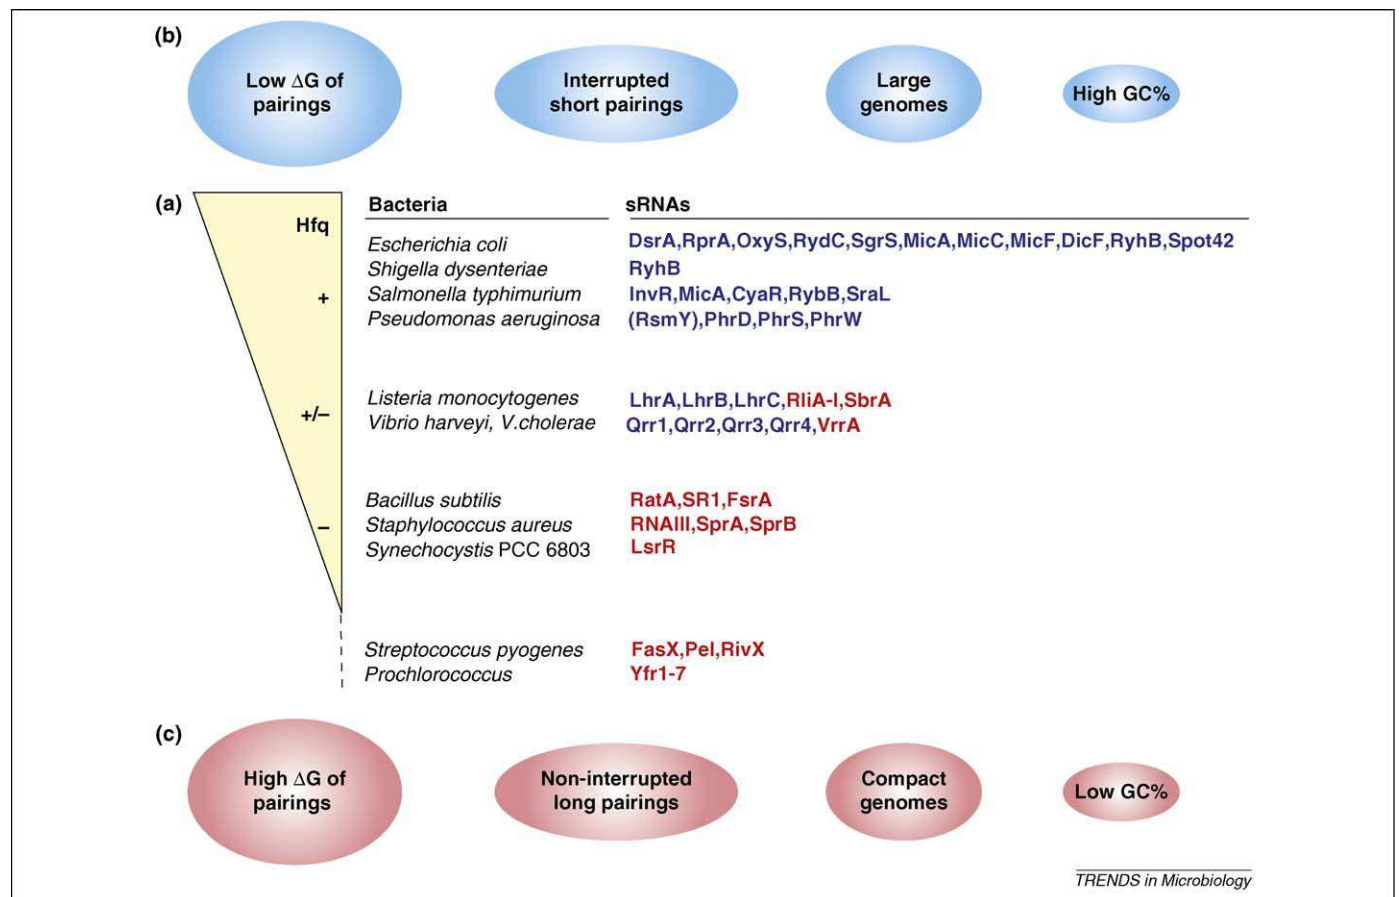 (b)
Low ΔG of
pairings
Interrupted
short pairings
Large
genomes
High GC%
(a)
Hfq
Bacteria
sRNAs
Escherichia coli
DsrA,RprA,OxyS,RydC,SgrS,MicA,MicC,MicF,DicF,RyhB,Spot42
Shigella dysenteriae
RyhB
+
Salmonella typhimurium
InvR,MicA,CyaR,RybB,SraL
Pseudomonas aeruginosa
(RsmY),PhrD,PhrS,PhrW
Listeria monocytogenes
LhrA,LhrB,LhrC,RliA-I,SbrA
+/–
Vibrio harveyi, V.cholerae
Qrr1,Qrr2,Qrr3,Qrr4,VrrA
Bacillus subtilis
RatA,SR1,FsrA
–
Staphylococcus aureus
RNAIII,SprA,SprB
Synechocystis PCC 6803
LsrR
Streptococcus pyogenes
FasX,Pel,RivX
Prochlorococcus
Yfr1-7
(c)
High ΔG of
pairings
Non-interrupted
long pairings
Compact
genomes
Low GC%
TRENDS in Microbiology